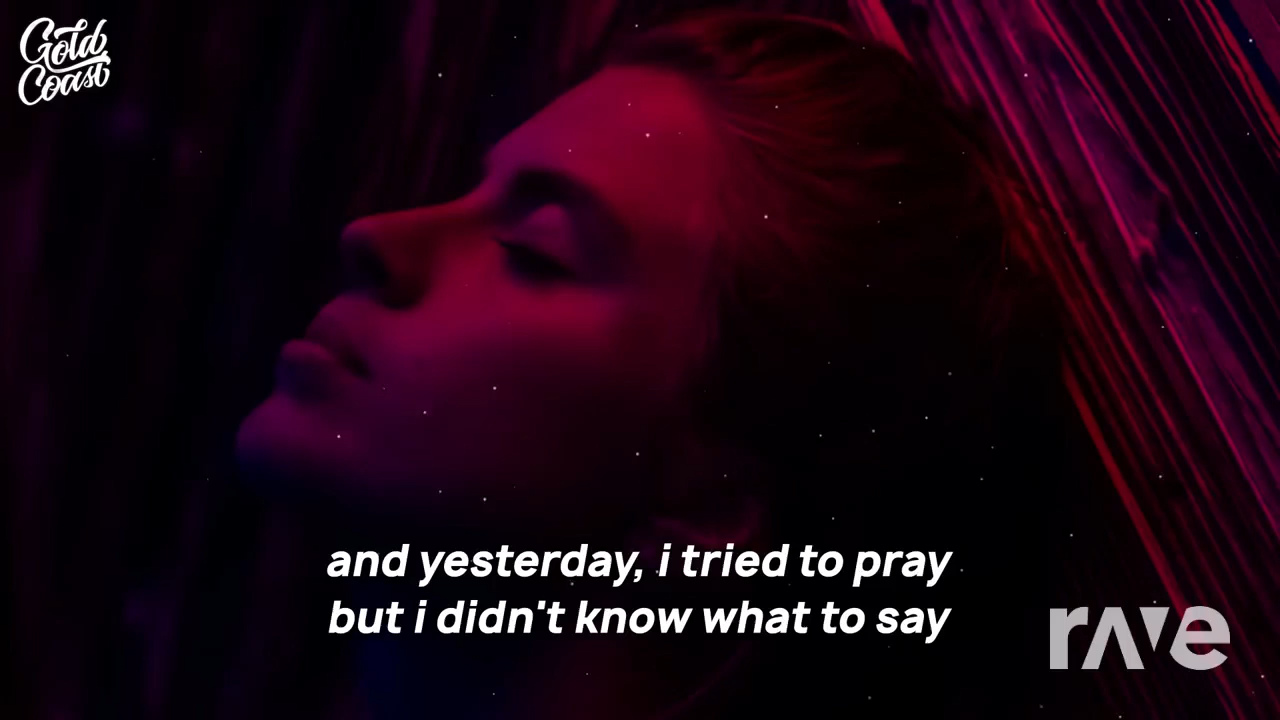 Gold
Coast
and yesterday, i tried to pray
but i didn't know what to say
rave